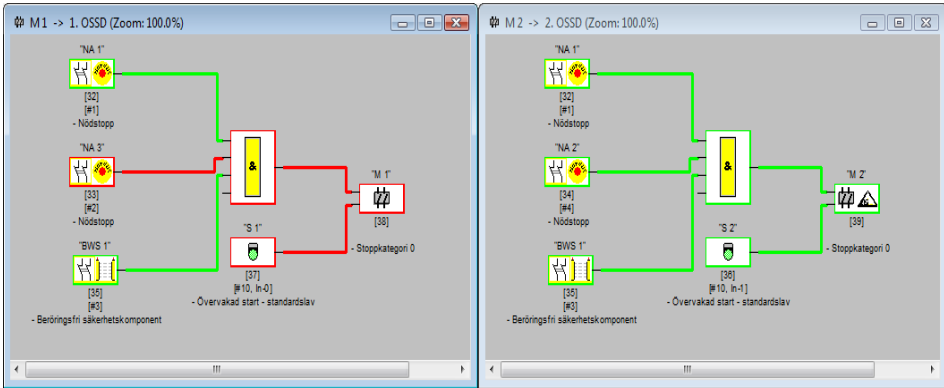 M 1 -> 1. OSSD (Zoom: 100.0%)
"NA 1"
[32]
[#1]
- Nödstopp
"NA 3"
[33]
[#2]
- Nödstopp
"BWS 1"
[35]
[#3]
- Beröringsfri säkerhetskomponent
&
"S 1"
[37]
[#10, In-0]
- Övervakad start - standardslav
"M 1"
[38]
- Stoppkategori 0
M 2 -> 2. OSSD (Zoom: 100.0%)
"NA 1"
[32]
[#1]
- Nödstopp
"NA 2"
[34]
[#4]
- Nödstopp
"BWS 1"
[35]
[#3]
- Beröringsfri säkerhetskomponent
&
"S 2"
[36]
[#10, In-1]
- Övervakad start - standardslav
"M 2"
[39]
- Stoppkategori 0